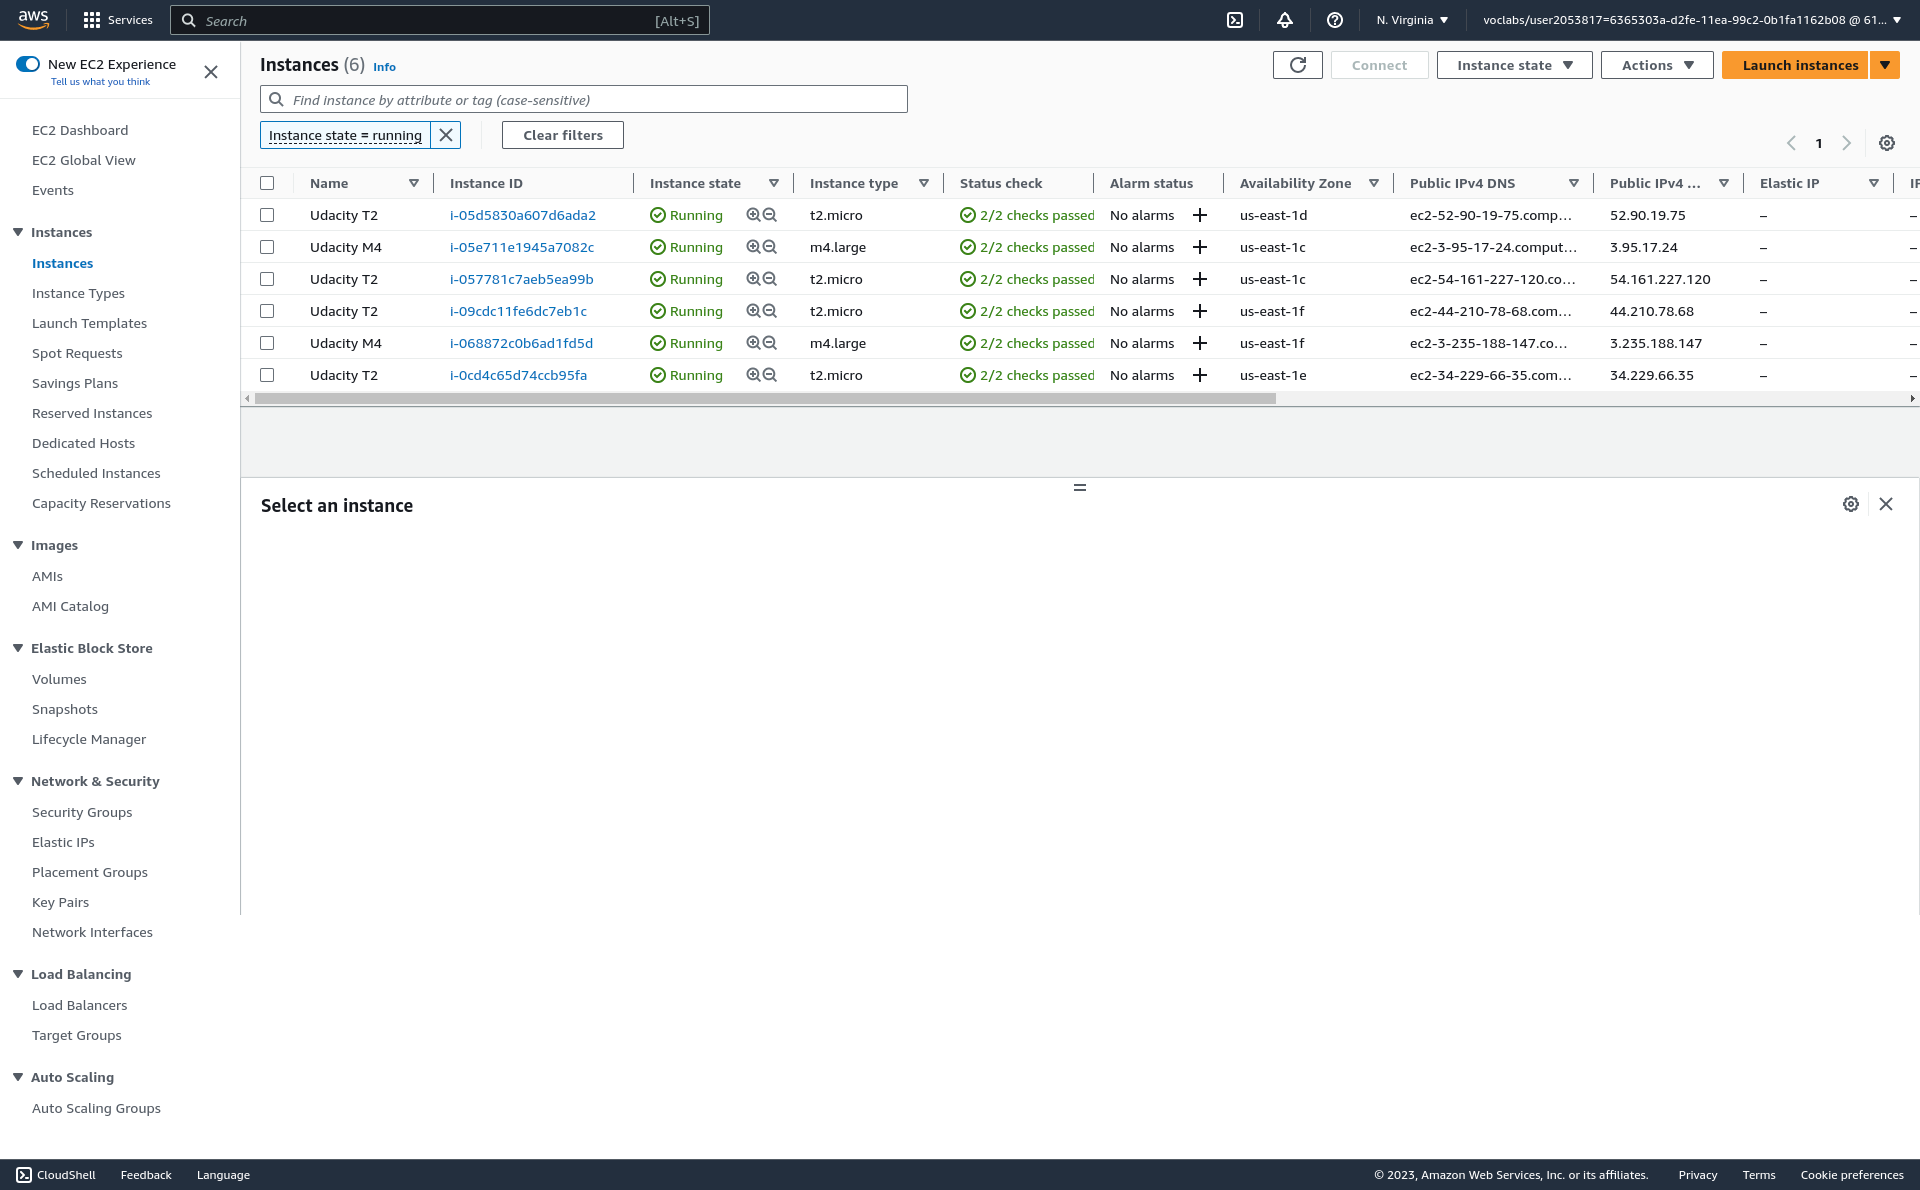 aws
Services
Search
[Alt+S]
N. Virginia
voclabs/user2053817=6365303a-d2fe-11ea-99c2-0b1fa1162b08 @ 61...
New EC2 Experience
Tell us what you think
EC2 Dashboard
EC2 Global View
Events
Instances
Instances
Instance Types
Launch Templates
Spot Requests
Savings Plans
Reserved Instances
Dedicated Hosts
Scheduled Instances
Capacity Reservations
Images
AMIs
AMI Catalog
Elastic Block Store
Volumes
Snapshots
Lifecycle Manager
Network & Security
Security Groups
Elastic IPs
Placement Groups
Key Pairs
Network Interfaces
Load Balancing
Load Balancers
Target Groups
Auto Scaling
Auto Scaling Groups
Instances (6) Info
Connect
Instance state
Actions
Launch instances
Find instance by attribute or tag (case-sensitive)
Instance state = running
Clear filters
1
Name Instance ID Instance state Instance type Status check Alarm status Availability Zone Public IPv4 DNS Public IPv4 ... Elastic IP IP
Udacity T2 i-05d5830a607d6ada2 Running t2.micro 2/2 checks passed No alarms us-east-1d ec2-52-90-19-75.comp... 52.90.19.75 – –
Udacity M4 i-05e711e1945a7082c Running m4.large 2/2 checks passed No alarms us-east-1c ec2-3-95-17-24.comput... 3.95.17.24 – –
Udacity T2 i-057781c7aeb5ea99b Running t2.micro 2/2 checks passed No alarms us-east-1c ec2-54-161-227-120.co... 54.161.227.120 – –
Udacity T2 i-09cdc11fe6dc7eb1c Running t2.micro 2/2 checks passed No alarms us-east-1f ec2-44-210-78-68.com... 44.210.78.68 – –
Udacity M4 i-068872c0b6ad1fd5d Running m4.large 2/2 checks passed No alarms us-east-1f ec2-3-235-188-147.co... 3.235.188.147 – –
Udacity T2 i-0cd4c65d74ccb95fa Running t2.micro 2/2 checks passed No alarms us-east-1e ec2-34-229-66-35.com... 34.229.66.35 – –
Select an instance
CloudShell
Feedback
Language
© 2023, Amazon Web Services, Inc. or its affiliates.
Privacy
Terms
Cookie preferences